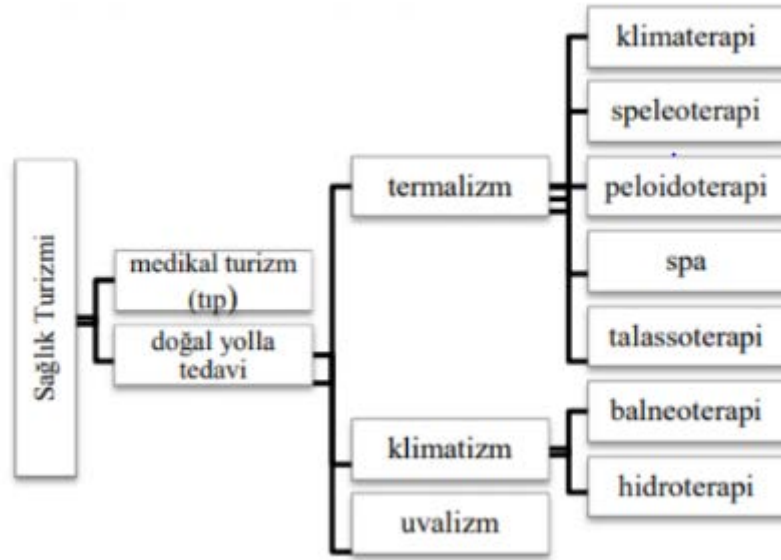 Sağlık Turizmi
medikal turizm
(tıp)
doğal yolla
tedavi
termalizm
klimatizm
uvalizm
klimaterapi
speleoterapi
peloidoterapi
spa
talassoterapi
balneoterapi
hidroterapi